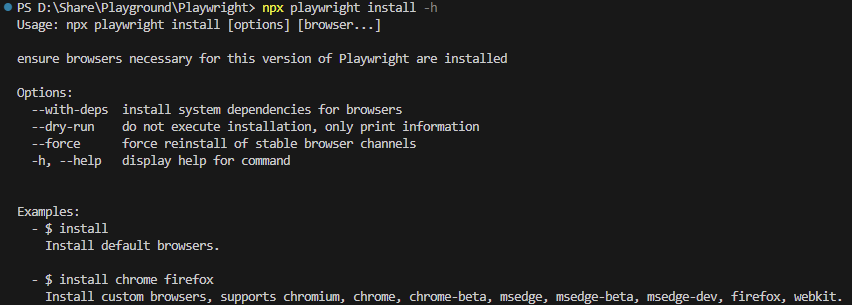 PS D:\Share\Playground\Playwright> npx playwright install -h
Usage: npx playwright install [options] [browser...]

ensure browsers necessary for this version of Playwright are installed

Options:
  --with-deps  install system dependencies for browsers
  --dry-run    do not execute installation, only print information
  --force      force reinstall of stable browser channels
  -h, --help   display help for command


Examples:
  - $ install
    Install default browsers.

  - $ install chrome firefox
    Install custom browsers, supports chromium, chrome, chrome-beta, msedge, msedge-beta, msedge-dev, firefox, webkit.